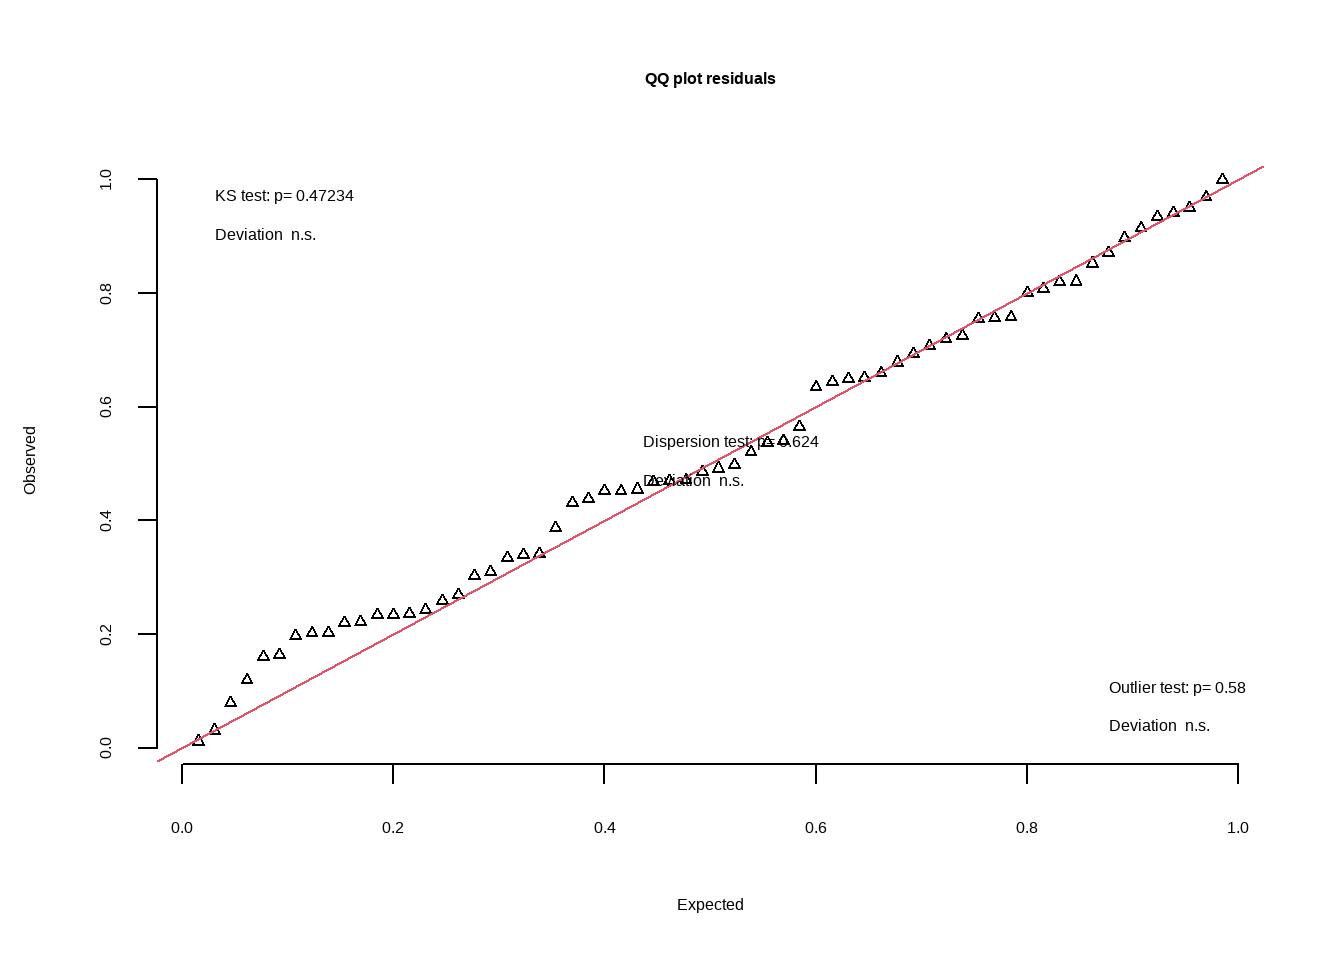 QQ plot residuals
KS test: p= 0.47234
Deviation  n.s.
Dispersion test: p= 0.624
Deviation  n.s.
Outlier test: p= 0.58
Deviation  n.s.
Observed
1.0
0.8
0.6
0.4
0.2
0.0
0.0 0.2 0.4 0.6 0.8 1.0
Expected